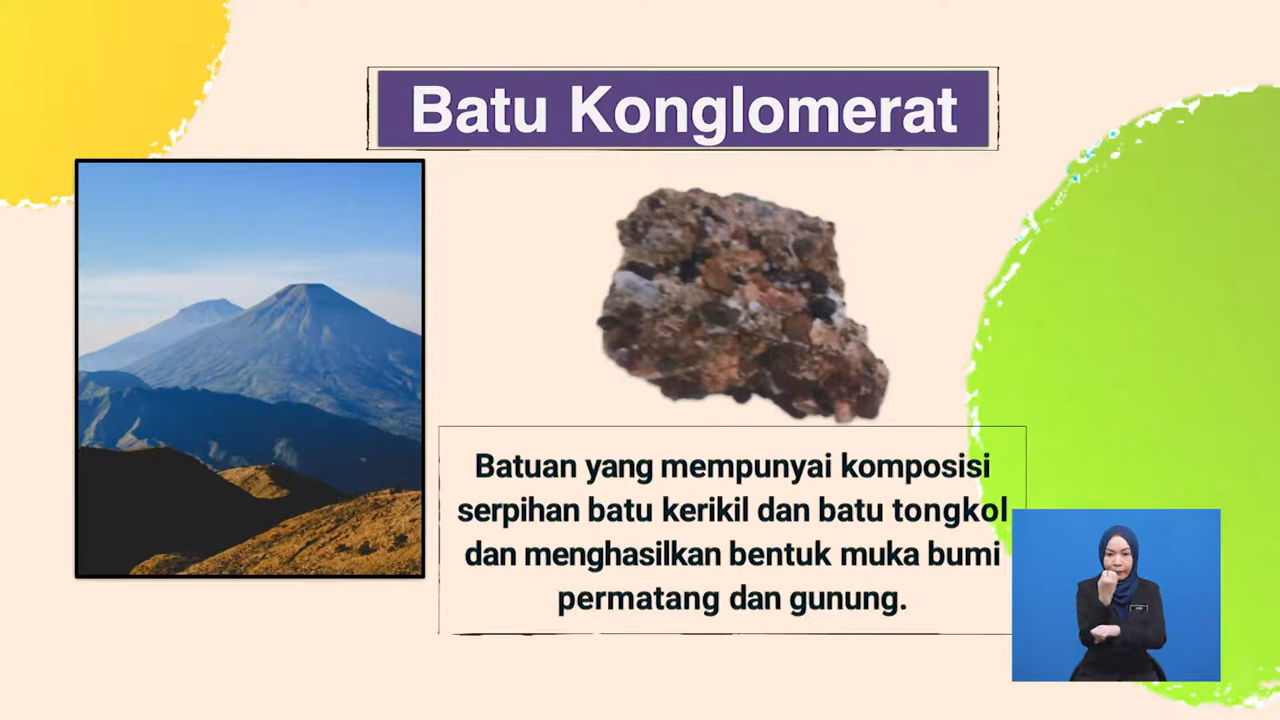 Batu Konglomerat
Batuan yang mempunyai komposisi
serpihan batu kerikil dan batu tongkol
dan menghasilkan bentuk muka bumi
permatang dan gunung.